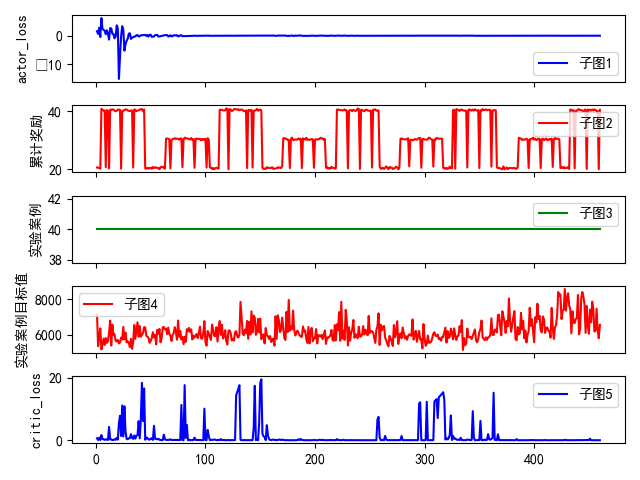 actor_loss
0
□10
子图1
累计奖励
40
20
子图2
实验案例
42
40
38
子图3
实验案例目标值
8000
6000
子图4
critic_loss
20
0
子图5
0 100 200 300 400